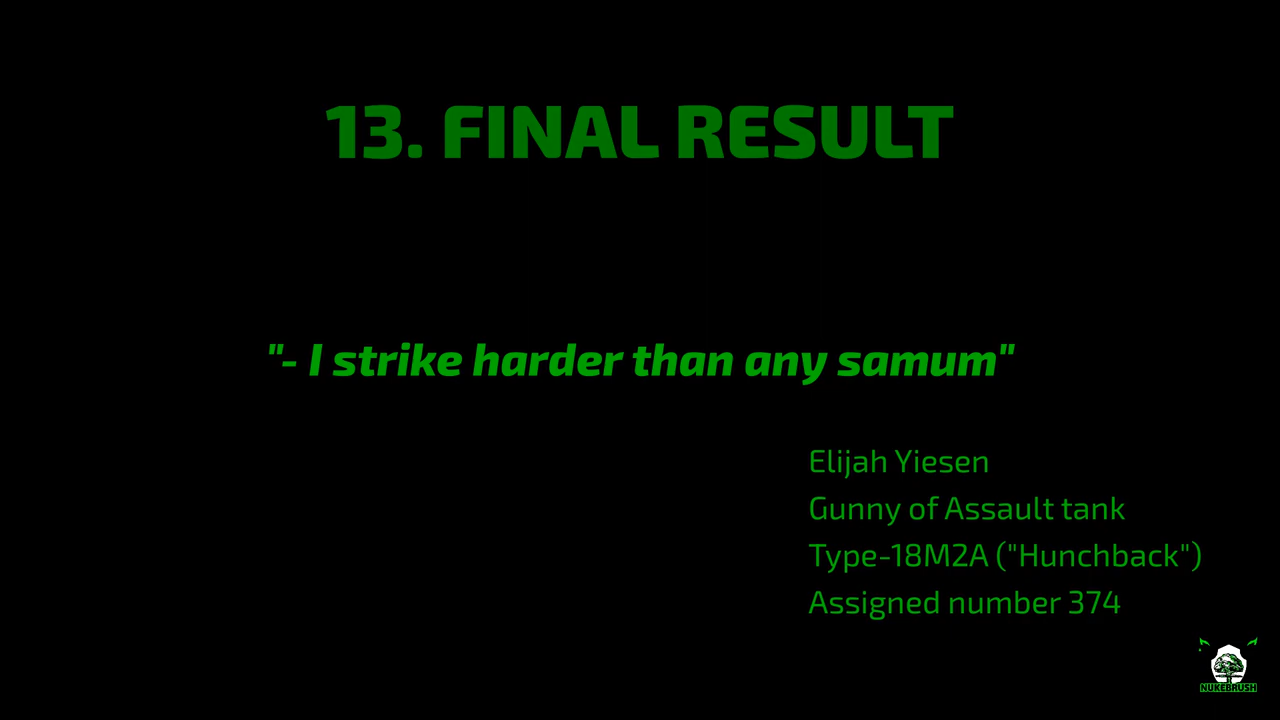 13. FINAL RESULT
"- I strike harder than any samum"
Elijah Yiesen
Gunny of Assault tank
Type-18M2A ("Hunchback")
Assigned number 374
NUKEBRUSH